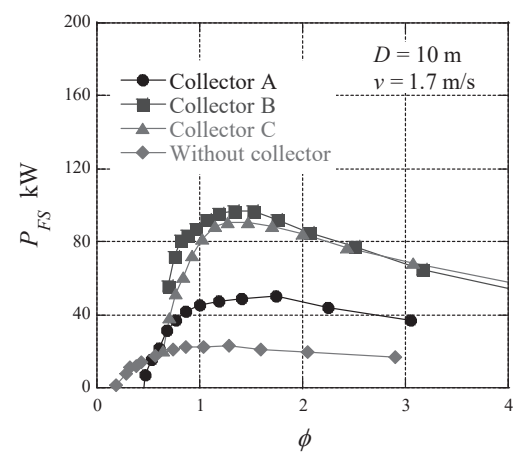 200
160
120
80
40
0
P_FS kW
D = 10 m
v = 1.7 m/s
Collector A
Collector B
Collector C
Without collector
0 1 2 3 4
ϕ